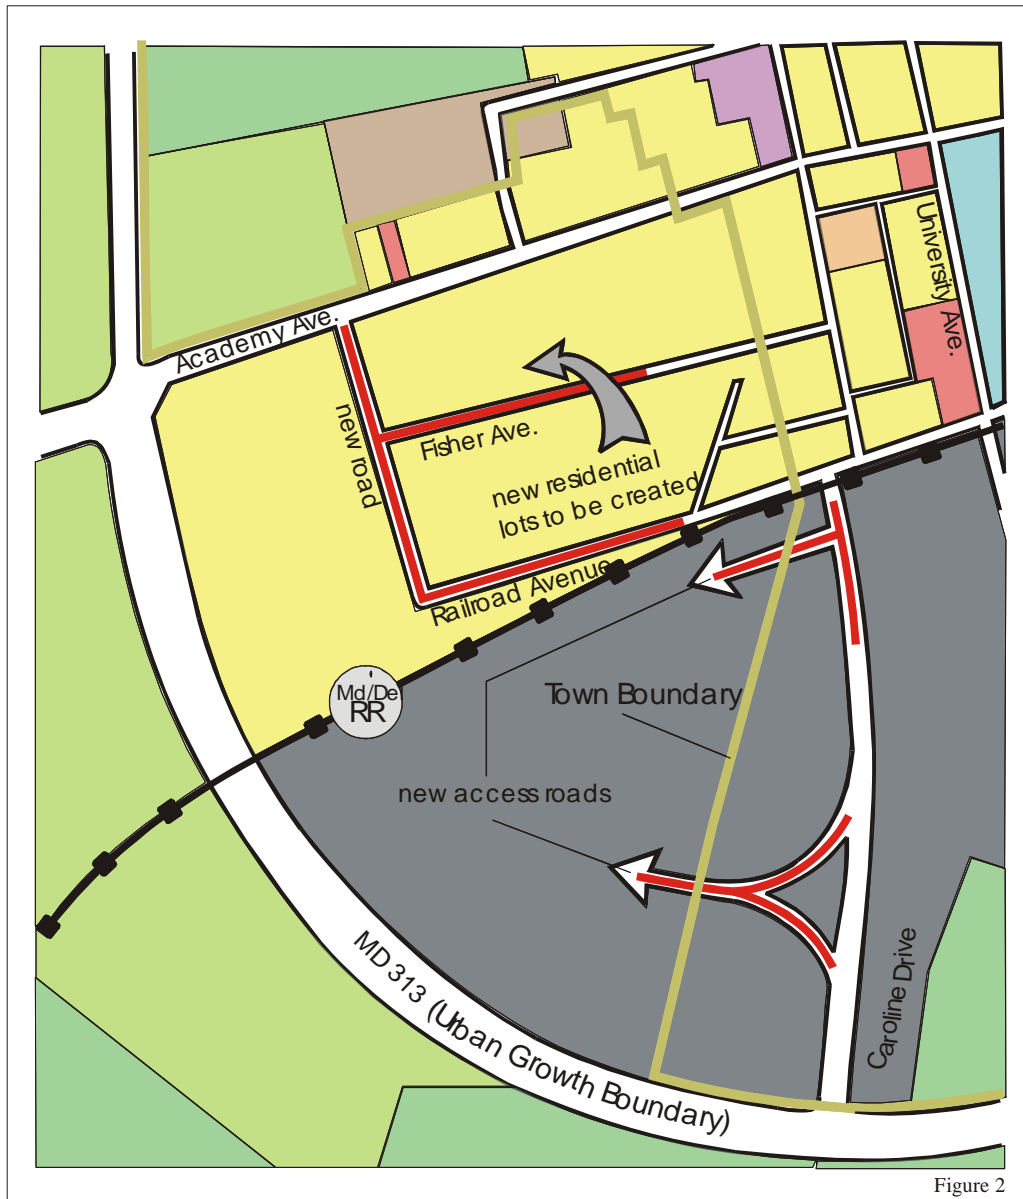 University Ave.
Academy Ave.
new road
Fisher Ave.
new residential
lots to be created
Railroad Avenue
Md/De
RR
Town Boundary
new access roads
MD 313 (Urban Growth Boundary)
Caroline Drive
Figure 2